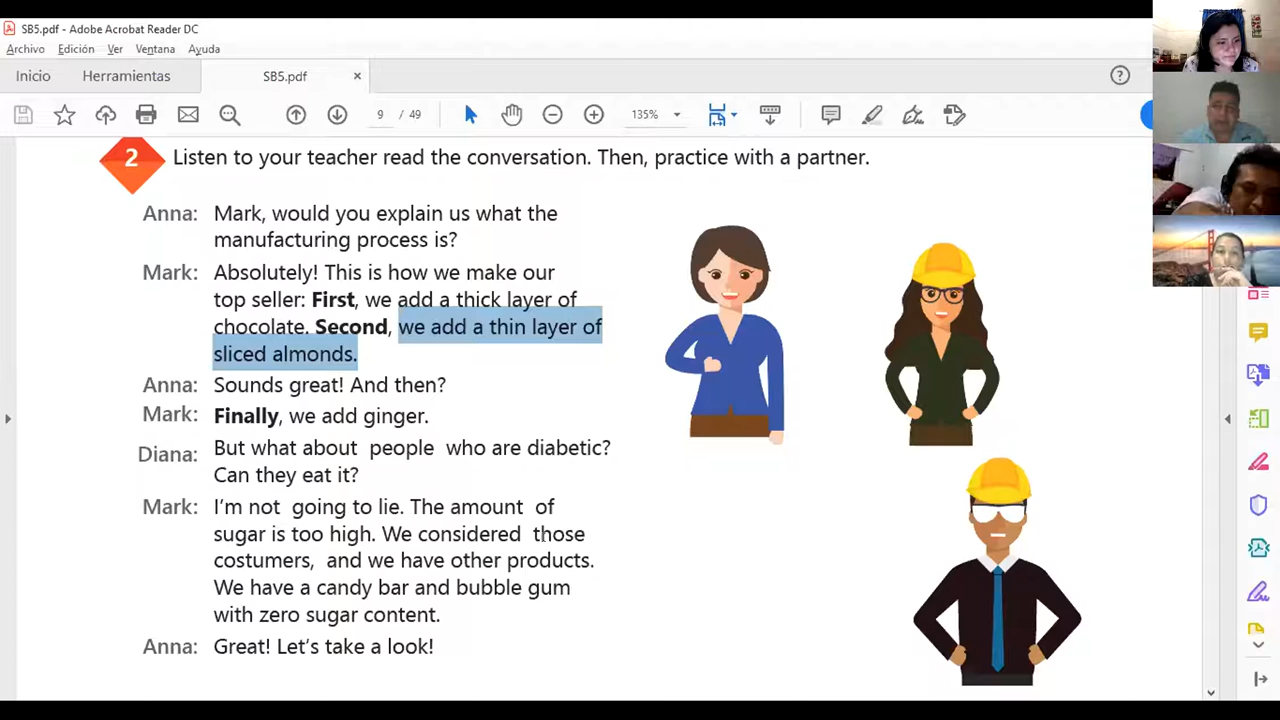 SB5.pdf - Adobe Acrobat Reader DC
Archivo Edición Ver Ventana Ayuda
Inicio Herramientas SB5.pdf ×
9 / 49 135%
2 Listen to your teacher read the conversation. Then, practice with a partner.
Anna: Mark, would you explain us what the
manufacturing process is?
Mark: Absolutely! This is how we make our
top seller: First, we add a thick layer of
chocolate. Second, we add a thin layer of
sliced almonds.
Anna: Sounds great! And then?
Mark: Finally, we add ginger.
Diana: But what about people who are diabetic?
Can they eat it?
Mark: I'm not going to lie. The amount of
sugar is too high. We considered those
costumers, and we have other products.
We have a candy bar and bubble gum
with zero sugar content.
Anna: Great! Let's take a look!